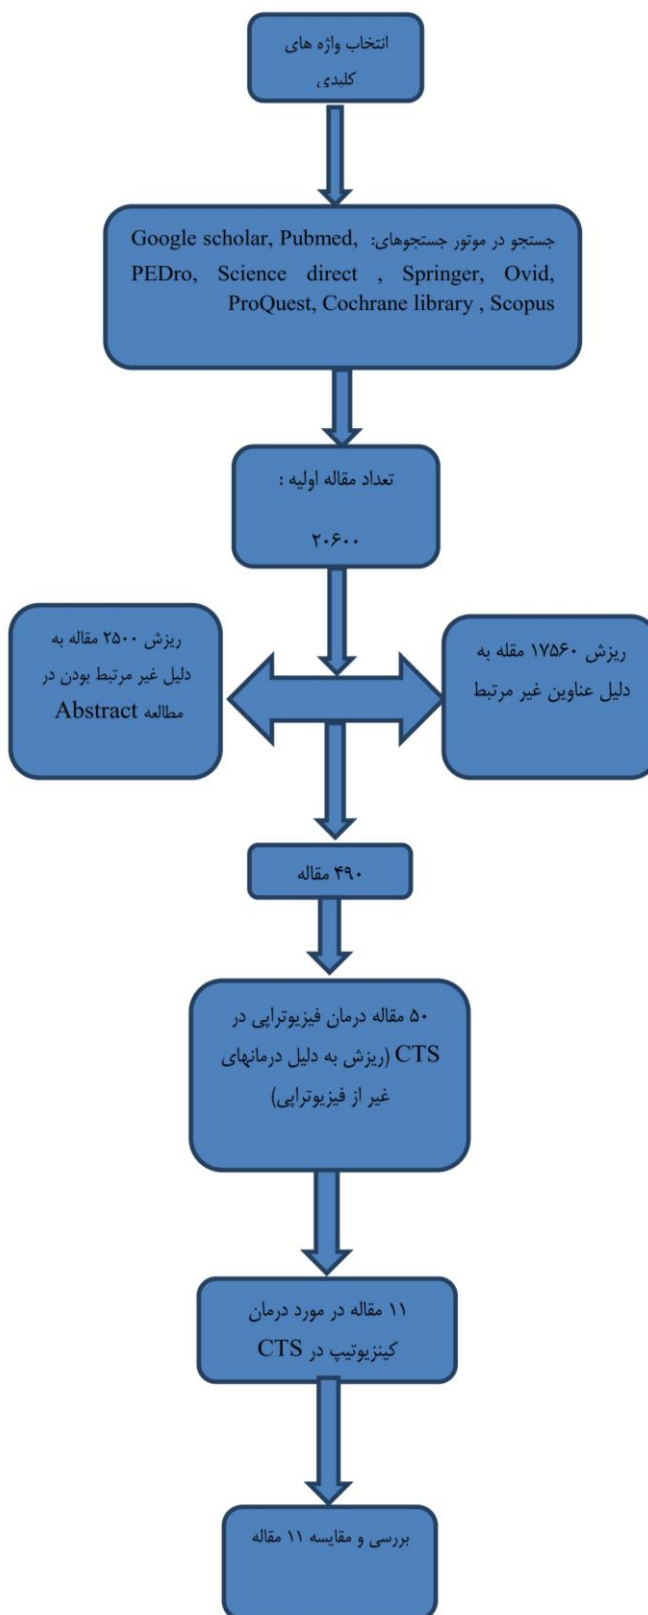 انتخاب واژه های
کلیدی
جستجو در موتور جستجوهای: Google scholar, Pubmed,
PEDro, Science direct , Springer, Ovid,
ProQuest, Cochrane library , Scopus
تعداد مقاله اولیه :
۲۰۶۰۰
ریزش ۱۷۵۶۰ مقله به
دلیل عناوین غیر مرتبط
ریزش ۲۵۰۰ مقاله به
دلیل غیر مرتبط بودن در
مطالعه Abstract
۴۹۰ مقاله
۵۰ مقاله درمان فیزیوتراپی در
CTS (ریزش به دلیل درمانهای
غیر از فیزیوتراپی)
۱۱ مقاله در مورد درمان
کینزیوتیپ در CTS
بررسی و مقایسه ۱۱ مقاله